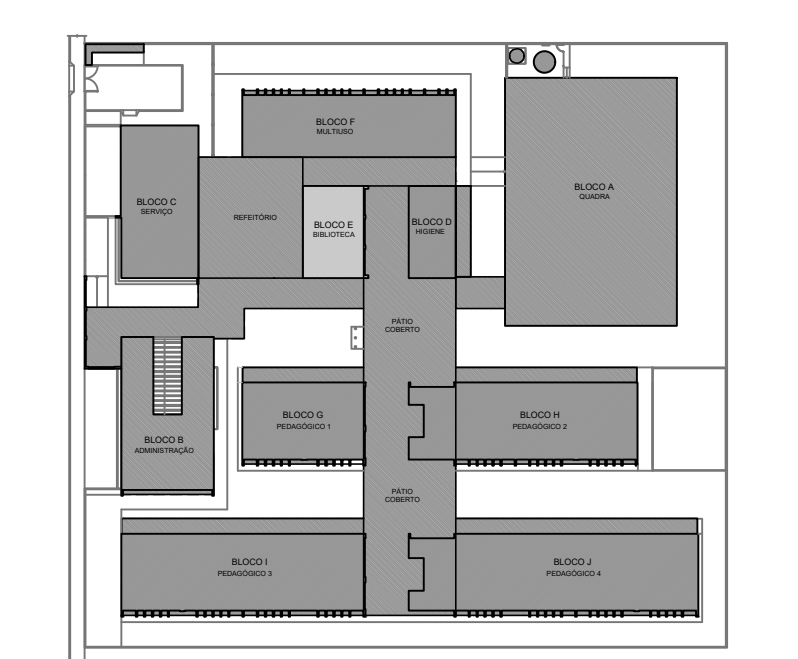 BLOCO F
MULTIUSO
BLOCO A
QUADRA
BLOCO C
SERVIÇO
REFEITÓRIO
BLOCO E
BIBLIOTECA
BLOCO D
HIGIENE
PÁTIO
COBERTO
BLOCO G
PEDAGÓGICO 1
BLOCO H
PEDAGÓGICO 2
BLOCO B
ADMINISTRAÇÃO
PÁTIO
COBERTO
BLOCO I
PEDAGÓGICO 3
BLOCO J
PEDAGÓGICO 4